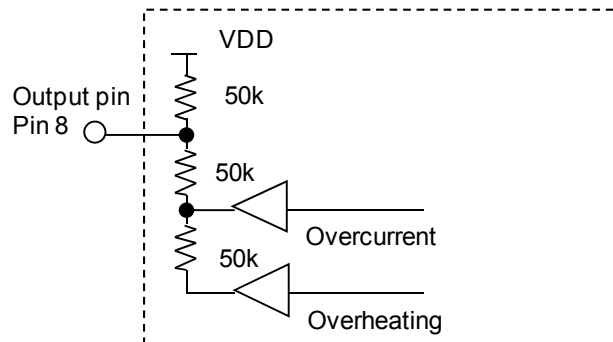 VDD
50k
Output pin
Pin 8
50k
Overcurrent
50k
Overheating